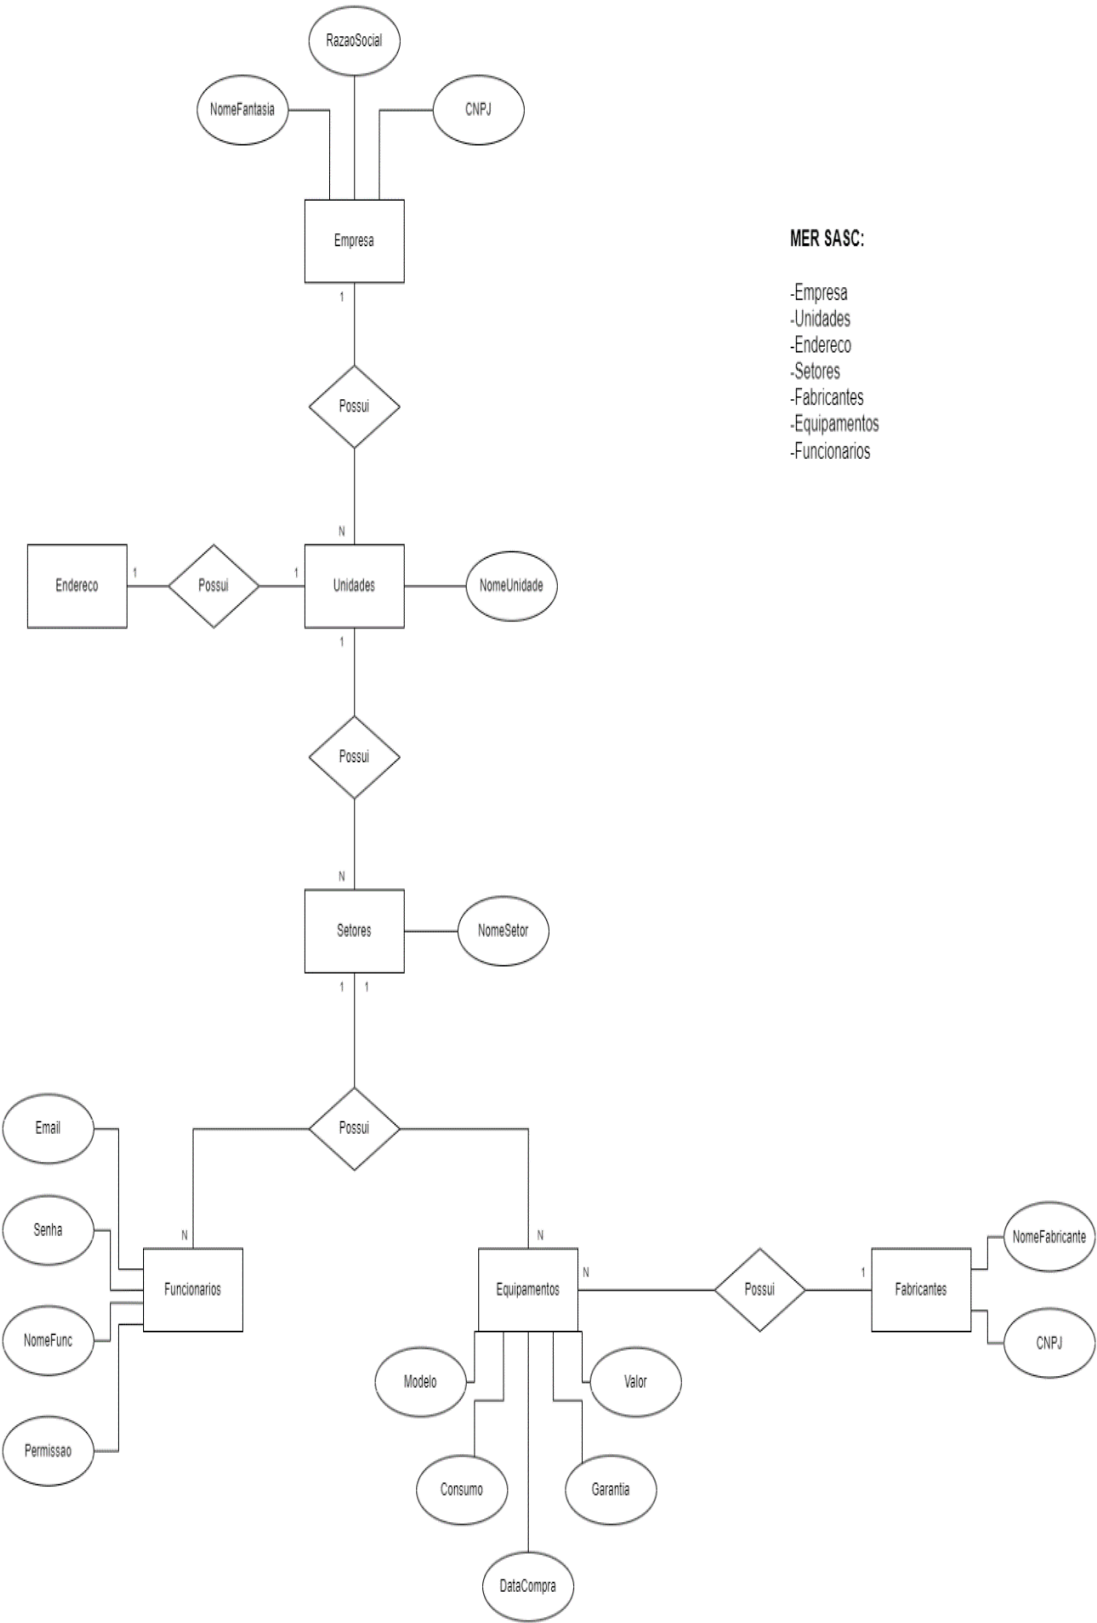 RazaoSocial
NomeFantasia
CNPJ
Empresa
1
MER SASC:
-Empresa
-Unidades
-Endereco
-Setores
-Fabricantes
-Equipamentos
-Funcionarios
Possui
N
Endereco
1
Possui
1
Unidades
NomeUnidade
1
Possui
N
Setores
NomeSetor
1 1
Possui
Email
Senha
NomeFunc
Permissao
N
Funcionarios
N
Equipamentos
N
Possui
1
Fabricantes
NomeFabricante
CNPJ
Modelo
Valor
Consumo
Garantia
DataCompra